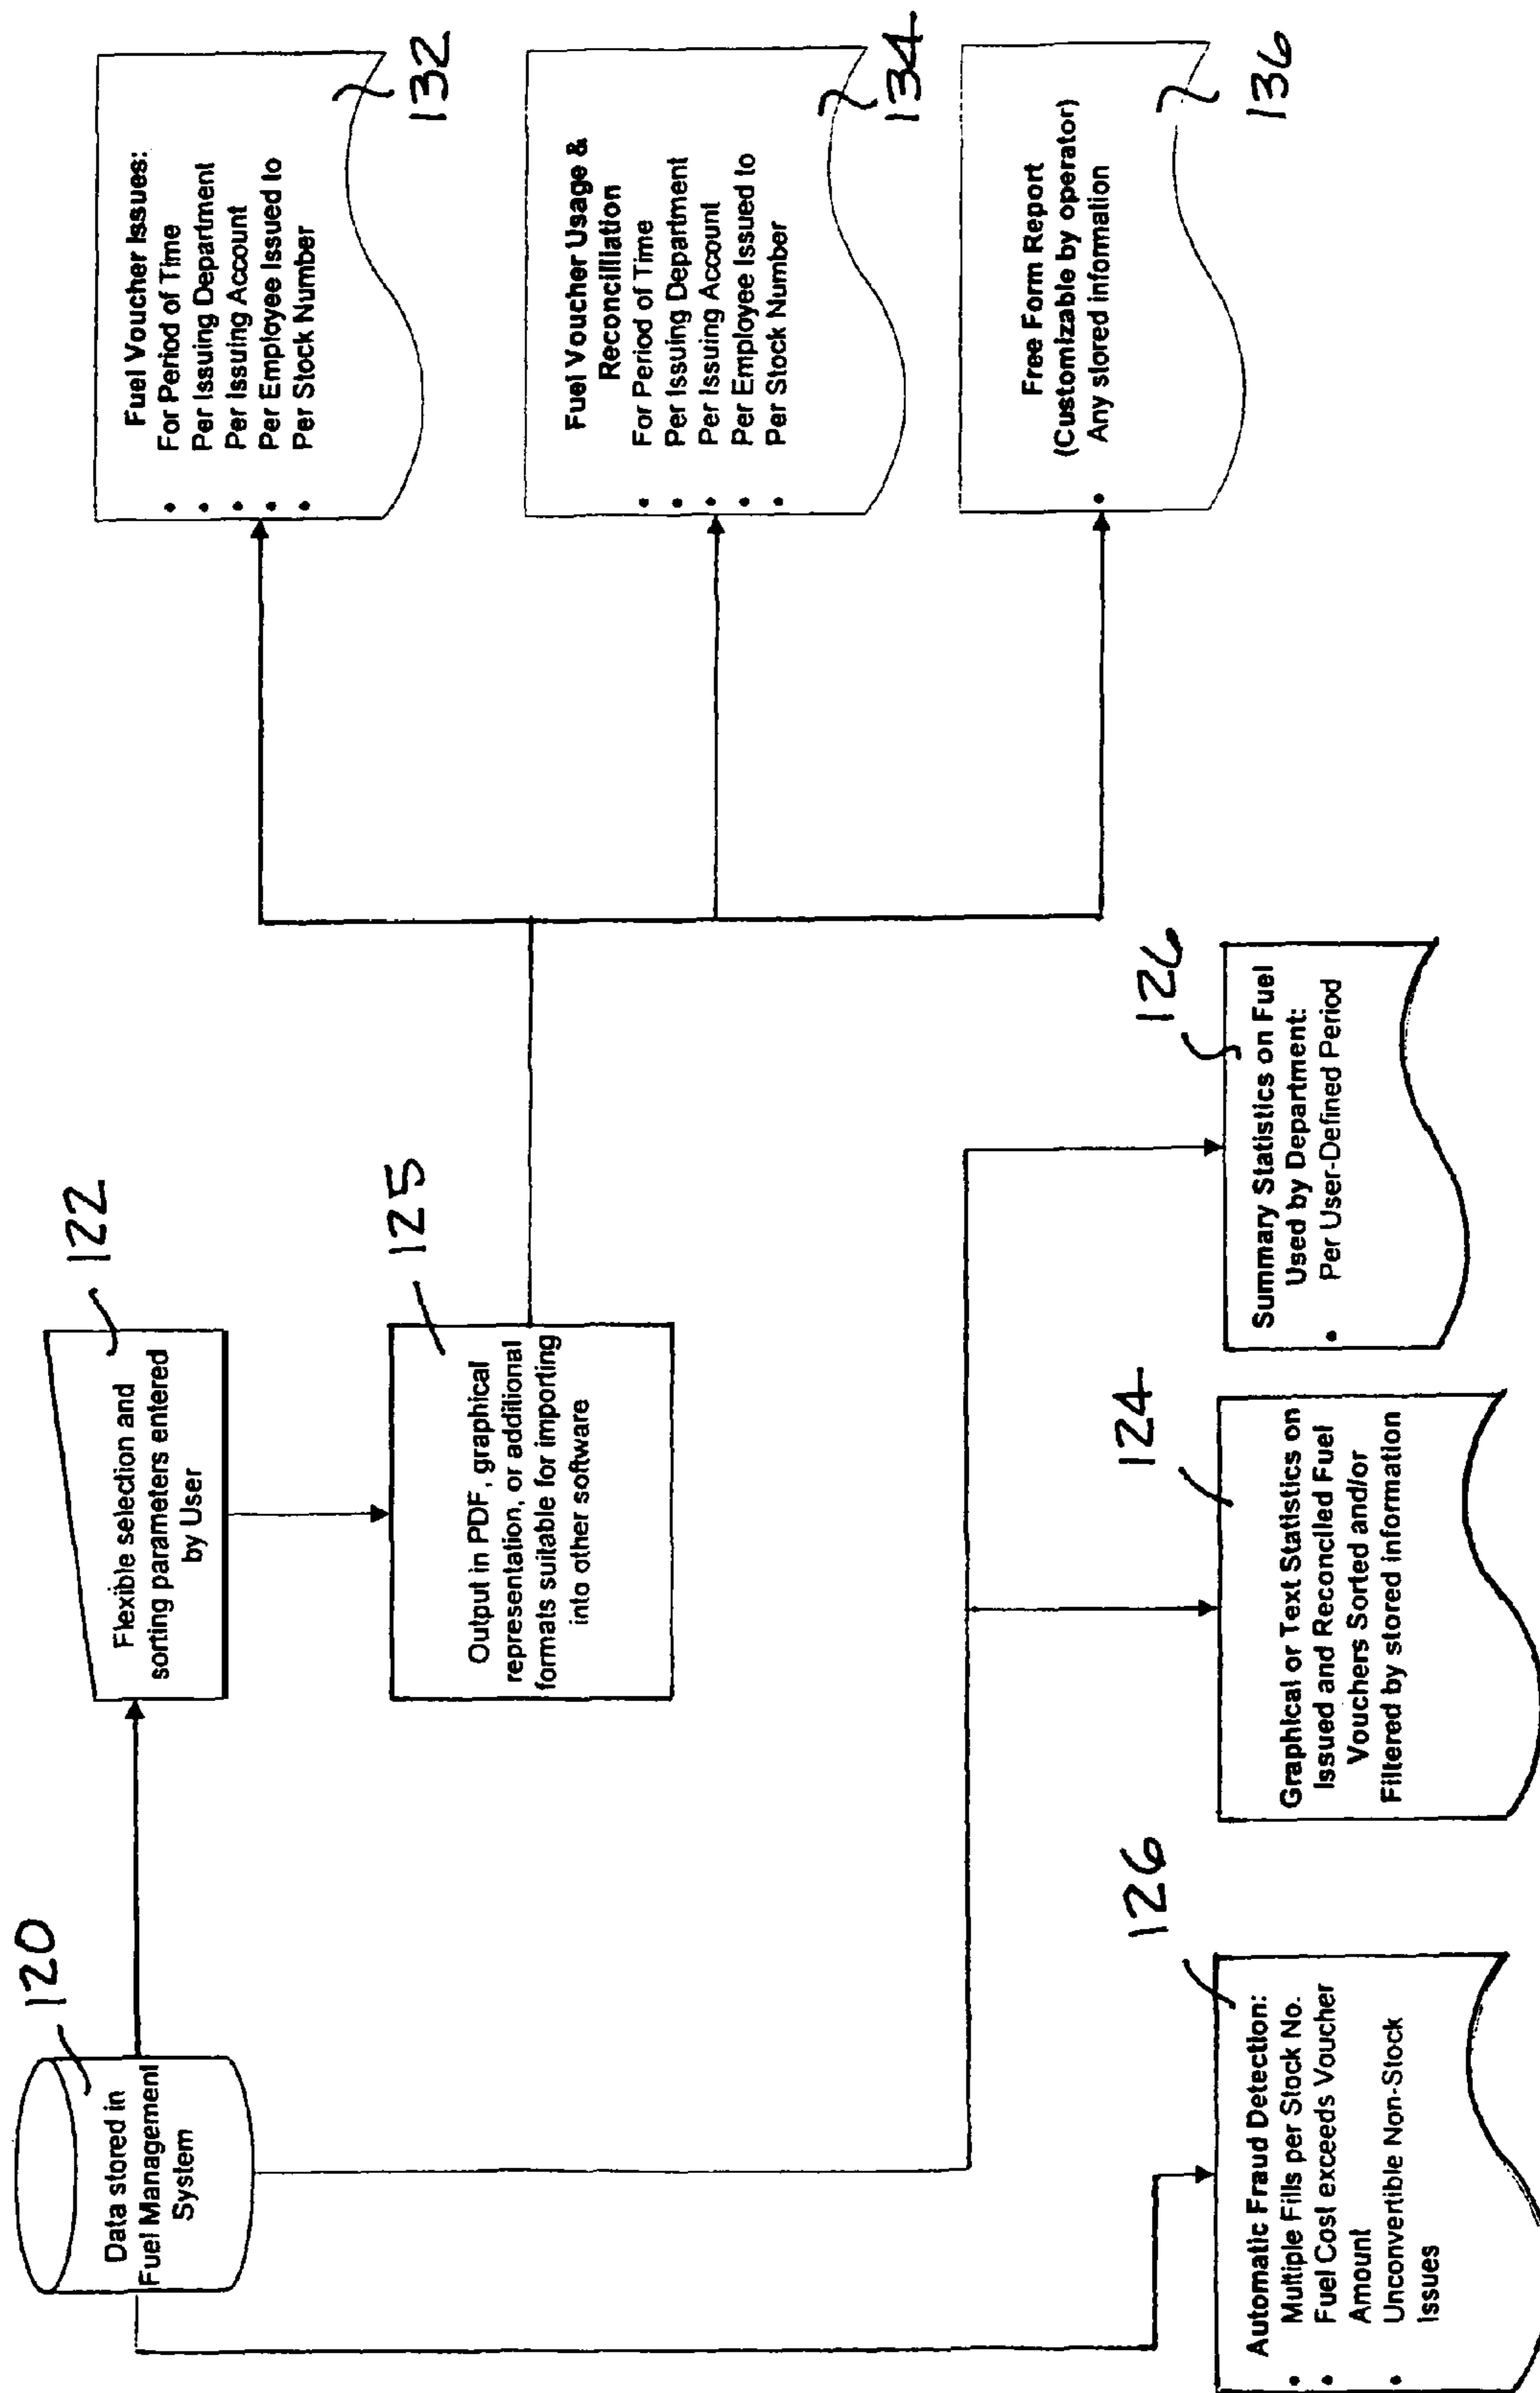 120
Data stored in
Fuel Management
System
122
Flexible selection and
sorting parameters entered
by User
125
Output in PDF, graphical
representation, or additional
formats suitable for importing
into other software
Fuel Voucher Issues:
• For Period of Time
• Per Issuing Department
• Per Issuing Account
• Per Employee Issued to
• Per Stock Number
132
Fuel Voucher Usage &
Reconcilliation
• For Period of Time
• Per Issuing Department
• Per Issuing Account
• Per Employee Issued to
• Per Stock Number
134
Free Form Report
(Customizable by operator)
• Any stored information
136
126
Automatic Fraud Detection:
• Multiple Fills per Stock No.
• Fuel Cost exceeds Voucher
Amount
• Unconvertible Non-Stock
Issues
124
Graphical or Text Statistics on
Issued and Reconciled Fuel
Vouchers Sorted and/or
Filtered by stored information
126
Summary Statistics on Fuel
Used by Department:
• Per User-Defined Period